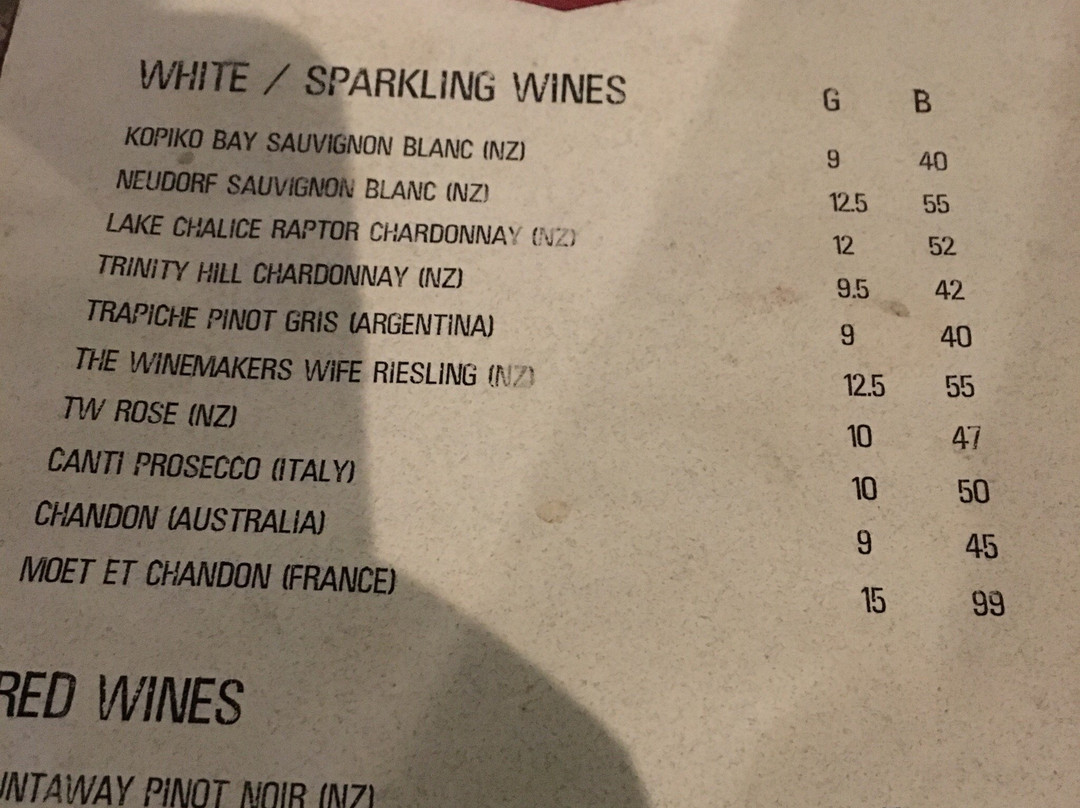 WHITE / SPARKLING WINES G B
KOPIKO BAY SAUVIGNON BLANC (NZ) 9 40
NEUDORF SAUVIGNON BLANC (NZ) 12.5 55
LAKE CHALICE RAPTOR CHARDONNAY (NZ) 12 52
TRINITY HILL CHARDONNAY (NZ) 9.5 42
TRAPICHE PINOT GRIS (ARGENTINA) 9 40
THE WINEMAKERS WIFE RIESLING (NZ) 12.5 55
TW ROSE (NZ) 10 47
CANTI PROSECCO (ITALY) 10 50
CHANDON (AUSTRALIA) 9 45
MOET ET CHANDON (FRANCE) 15 99
RED WINES
PINOT NOIR (NZ)